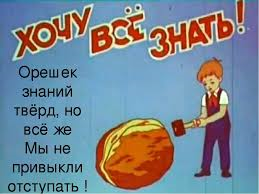 ХОЧУ ВСЁ ЗНАТЬ!
Орешек
знаний
твёрд, но
всё же
Мы не
привыкли
отступать !